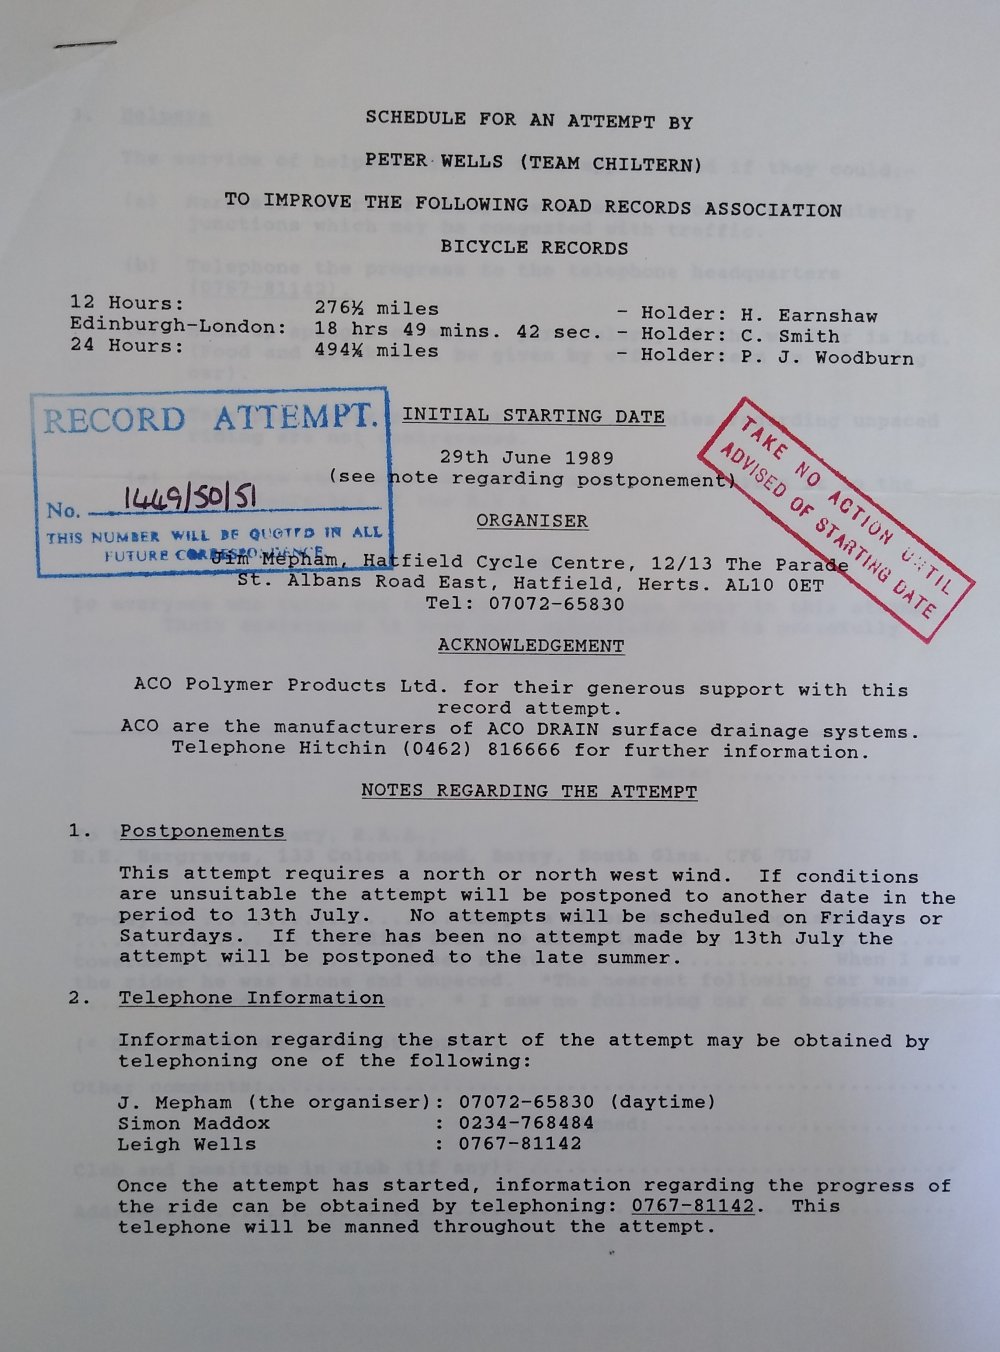 SCHEDULE FOR AN ATTEMPT BY
PETER WELLS (TEAM CHILTERN)
TO IMPROVE THE FOLLOWING ROAD RECORDS ASSOCIATION
BICYCLE RECORDS
12 Hours: 276½ miles - Holder: H. Earnshaw
Edinburgh-London: 18 hrs 49 mins. 42 sec. - Holder: C. Smith
24 Hours: 494¼ miles - Holder: P. J. Woodburn
RECORD ATTEMPT.
No. 1449/50/51
THIS NUMBER WILL BE QUOTED IN ALL
FUTURE CORRESPONDENCE
INITIAL STARTING DATE
29th June 1989
(see note regarding postponement)
TAKE NO ACTION UNTIL
ADVISED OF STARTING DATE
ORGANISER
Jim Mepham, Hatfield Cycle Centre, 12/13 The Parade
St. Albans Road East, Hatfield, Herts. AL10 0ET
Tel: 07072-65830
ACKNOWLEDGEMENT
ACO Polymer Products Ltd. for their generous support with this
record attempt.
ACO are the manufacturers of ACO DRAIN surface drainage systems.
Telephone Hitchin (0462) 816666 for further information.
NOTES REGARDING THE ATTEMPT
1. Postponements
This attempt requires a north or north west wind. If conditions
are unsuitable the attempt will be postponed to another date in the
period to 13th July. No attempts will be scheduled on Fridays or
Saturdays. If there has been no attempt made by 13th July the
attempt will be postponed to the late summer.
2. Telephone Information
Information regarding the start of the attempt may be obtained by
telephoning one of the following:
J. Mepham (the organiser): 07072-65830 (daytime)
Simon Maddox : 0234-768484
Leigh Wells : 0767-81142
Once the attempt has started, information regarding the progress of
the ride can be obtained by telephoning: 0767-81142. This
telephone will be manned throughout the attempt.